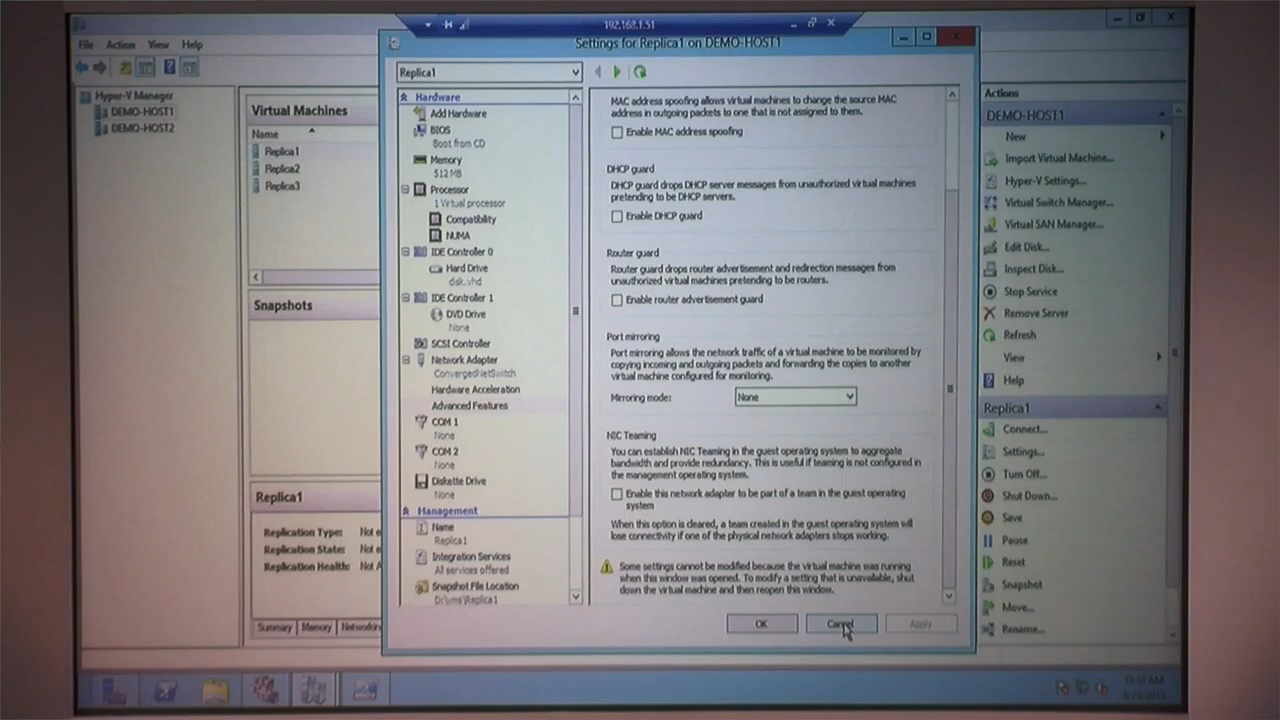 192.168.1.51
Settings for Replica1 on DEMO-HOST1
File Action View Help
Hyper-V Manager
DEMO-HOST1
DEMO-HOST2
Virtual Machines
Name
Replica1
Replica2
Replica3
Snapshots
Replica1
Replication Type: Not e
Replication State: Not e
Replication Health: Not A
Summary Memory Networking
Replica1
Hardware
Add Hardware
BIOS
Boot from CD
Memory
512 MB
Processor
1 Virtual processor
Compatibility
NUMA
IDE Controller 0
Hard Drive
disk.vhd
IDE Controller 1
DVD Drive
None
SCSI Controller
Network Adapter
ConvergedNetSwitch
Hardware Acceleration
Advanced Features
COM 1
None
COM 2
None
Diskette Drive
None
Management
Name
Replica1
Integration Services
All services offered
Snapshot File Location
D:\vms\Replica1
MAC address spoofing allows virtual machines to change the source MAC
address in outgoing packets to one that is not assigned to them.
Enable MAC address spoofing
DHCP guard
DHCP guard drops DHCP server messages from unauthorized virtual machines
pretending to be DHCP servers.
Enable DHCP guard
Router guard
Router guard drops router advertisement and redirection messages from
unauthorized virtual machines pretending to be routers.
Enable router advertisement guard
Port mirroring
Port mirroring allows the network traffic of a virtual machine to be monitored by
copying incoming and outgoing packets and forwarding the copies to another
virtual machine configured for monitoring.
Mirroring mode: None
NIC Teaming
You can establish NIC Teaming in the guest operating system to aggregate
bandwidth and provide redundancy. This is useful if teaming is not configured in
the management operating system.
Enable this network adapter to be part of a team in the guest operating
system
When this option is cleared, a team created in the guest operating system will
lose connectivity if one of the physical network adapters stops working.
Some settings cannot be modified because the virtual machine was running
when this window was opened. To modify a setting that is unavailable, shut
down the virtual machine and then reopen this window.
OK Cancel Apply
Actions
DEMO-HOST1
New
Import Virtual Machine...
Hyper-V Settings...
Virtual Switch Manager...
Virtual SAN Manager...
Edit Disk...
Inspect Disk...
Stop Service
Remove Server
Refresh
View
Help
Replica1
Connect...
Settings...
Turn Off...
Shut Down...
Save
Pause
Reset
Snapshot
Move...
Rename...
10:10 AM